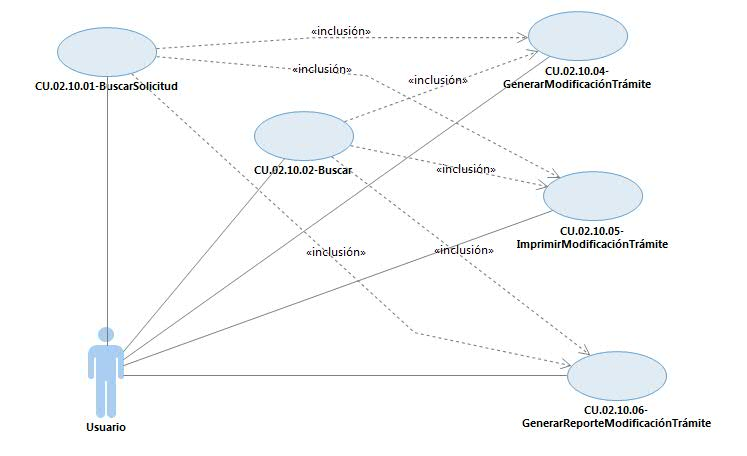 «inclusión»
CU.02.10.01-BuscarSolicitud
«inclusión»
CU.02.10.04-
GenerarModificaciónTrámite
«inclusión»
CU.02.10.02-Buscar
«inclusión»
CU.02.10.05-
ImprimirModificaciónTrámite
«inclusión»
«inclusión»
CU.02.10.06-
GenerarReporteModificaciónTrámite
Usuario